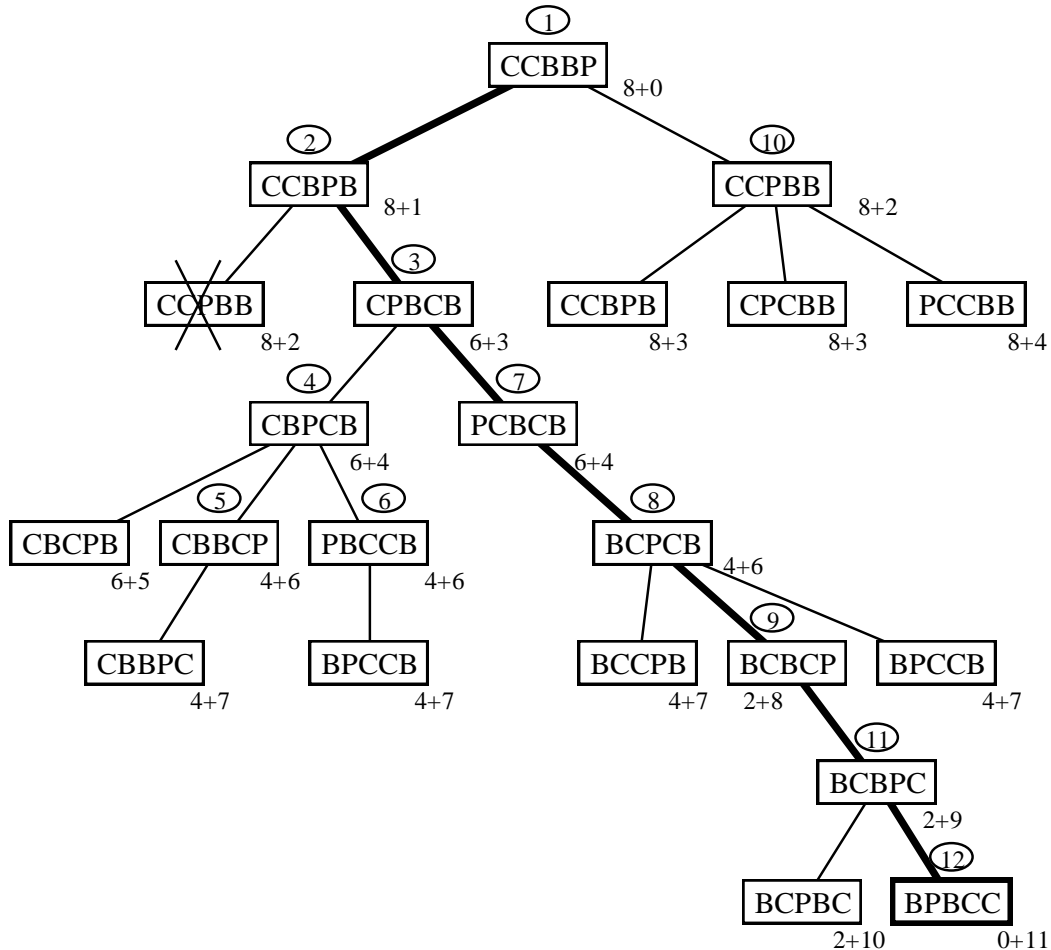 1
CCBBP
8+0
2
10
CCBPB
CCPBB
8+1
8+2
3
CCPBB
CPBCB
CCBPB
CPCBB
PCCBB
8+2
6+3
8+3
8+3
8+4
4
7
CBPCB
PCBCB
6+4
6+4
5
6
8
CBCPB
CBBCP
PBCCB
BCPCB
6+5
4+6
4+6
4+6
9
CBBPC
BPCCB
BCCPB
BCBCP
BPCCB
4+7
4+7
4+7
2+8
4+7
11
BCBPC
2+9
12
BCPBC
BPBCC
2+10
0+11